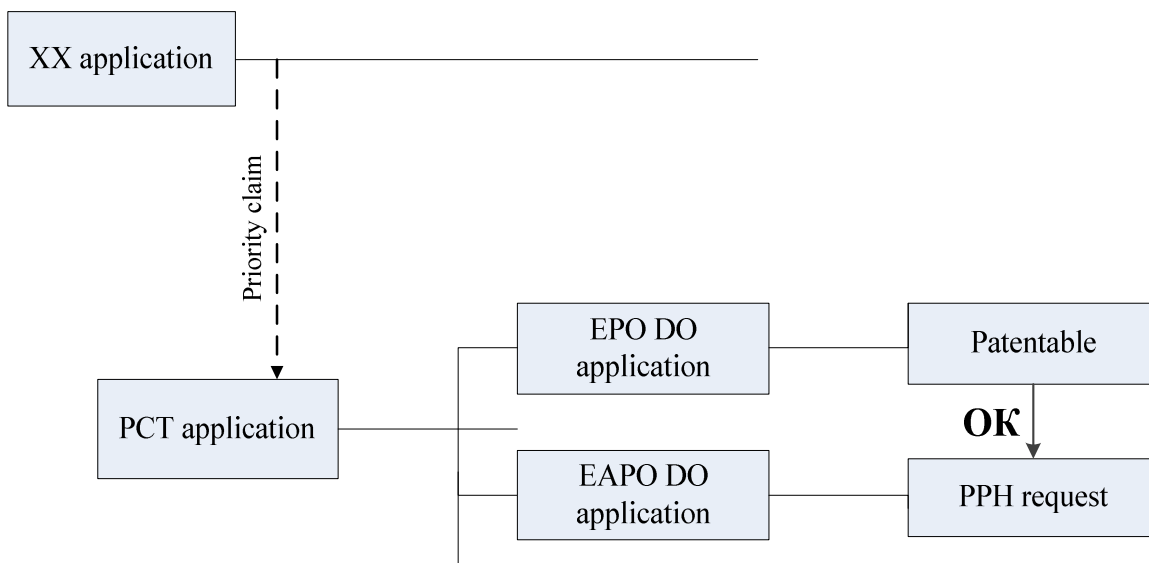 XX application
Priority claim
PCT application
EPO DO
application
Patentable
OK
EAPO DO
application
PPH request